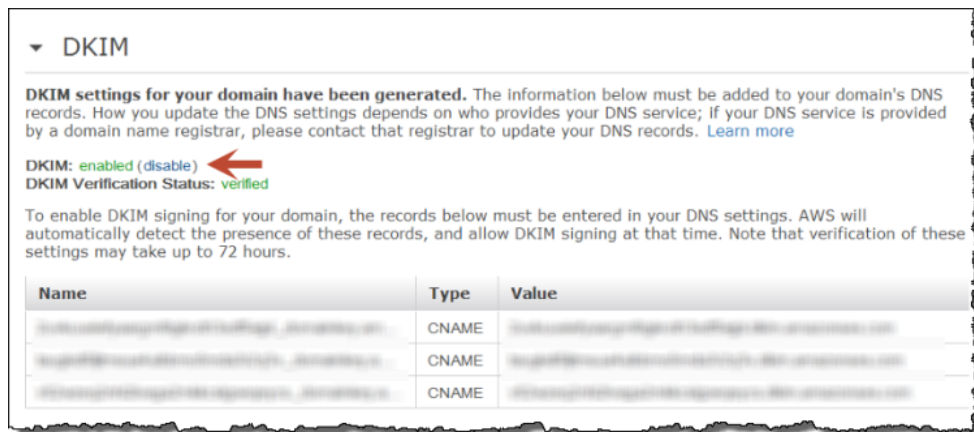 DKIM
DKIM settings for your domain have been generated. The information below must be added to your domain's DNS
records. How you update the DNS settings depends on who provides your DNS service; if your DNS service is provided
by a domain name registrar, please contact that registrar to update your DNS records. Learn more
DKIM: enabled (disable)
DKIM Verification Status: verified
To enable DKIM signing for your domain, the records below must be entered in your DNS settings. AWS will
automatically detect the presence of these records, and allow DKIM signing at that time. Note that verification of these
settings may take up to 72 hours.
Name Type Value
CNAME
CNAME
CNAME